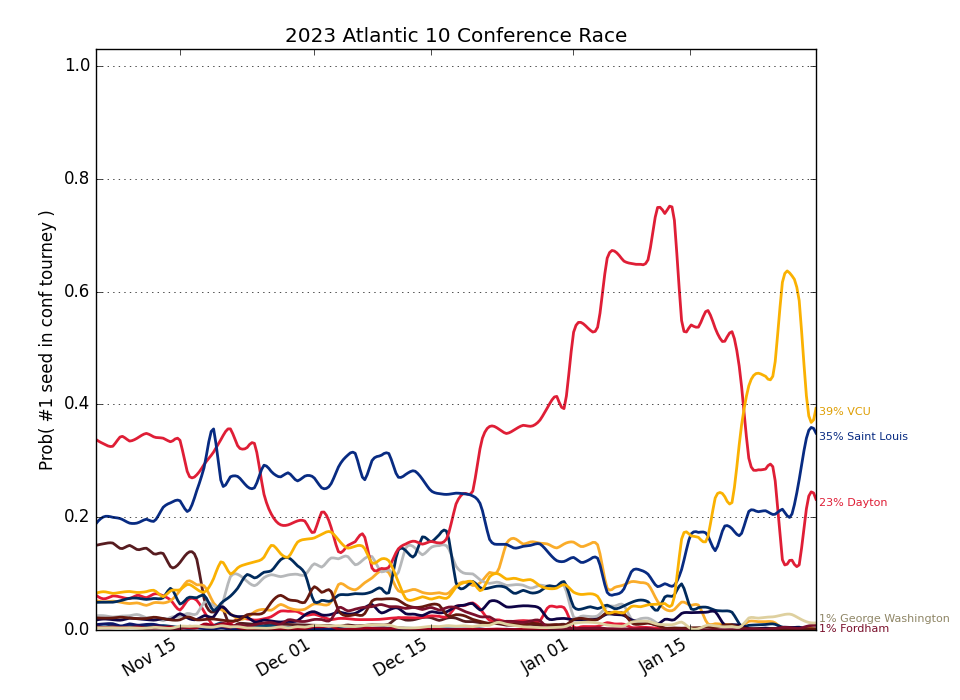 2023 Atlantic 10 Conference Race
Prob( #1 seed in conf tourney )
1.0
0.8
0.6
0.4
0.2
0.0
39% VCU
35% Saint Louis
23% Dayton
1% George Washington
1% Fordham
Nov 15
Dec 01
Dec 15
Jan 01
Jan 15